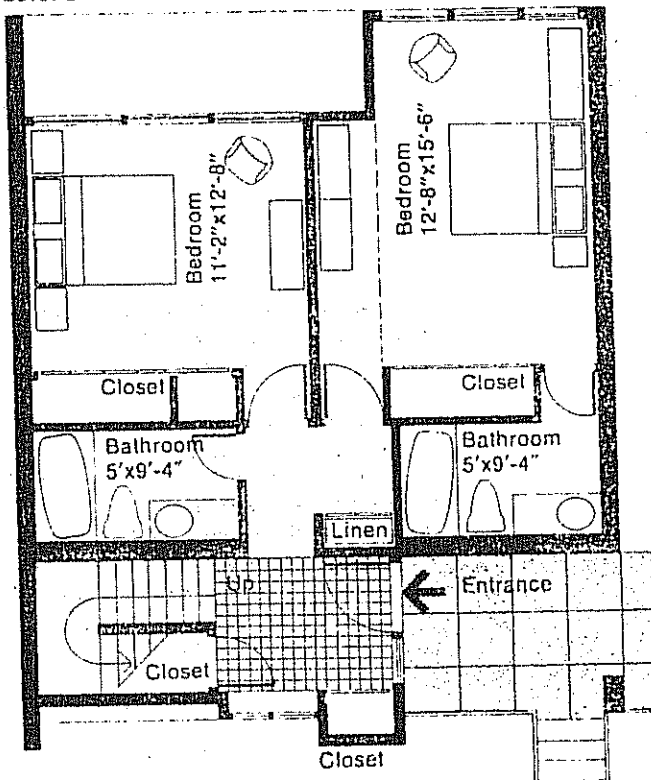 Bedroom
11'-2"x12'-8"
Bedroom
12'-8"x15'-6"
Closet
Closet
Bathroom
5'x9'-4"
Bathroom
5'x9'-4"
Linen
Up
Entrance
Closet
Closet